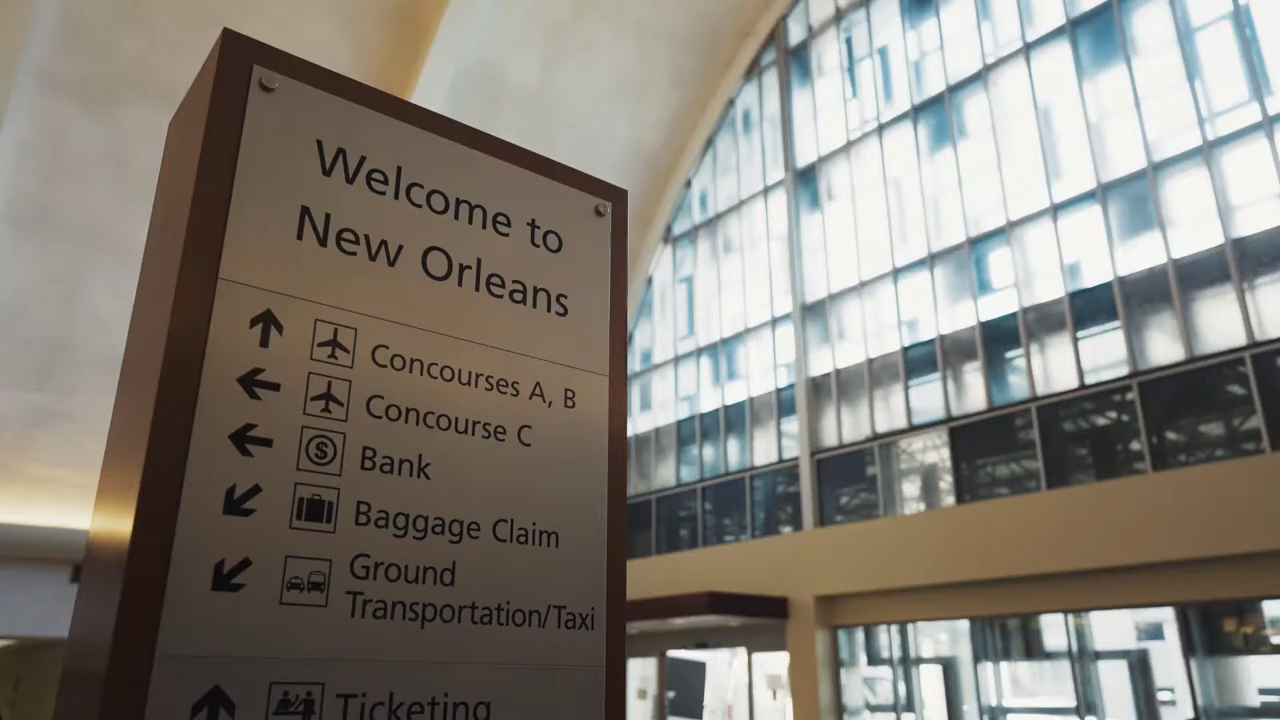 Welcome to
New Orleans
Concourses A, B
Concourse C
Bank
Baggage Claim
Ground
Transportation/Taxi
Ticketing